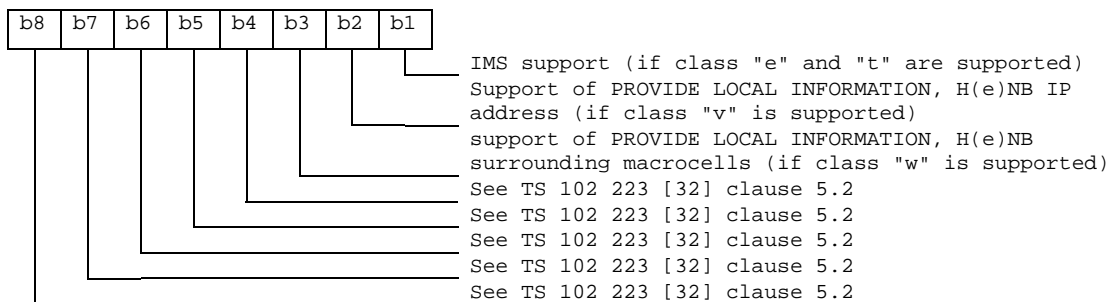 b8 b7 b6 b5 b4 b3 b2 b1
IMS support (if class "e" and "t" are supported)
Support of PROVIDE LOCAL INFORMATION, H(e)NB IP
address (if class "v" is supported)
support of PROVIDE LOCAL INFORMATION, H(e)NB
surrounding macrocells (if class "w" is supported)
See TS 102 223 [32] clause 5.2
See TS 102 223 [32] clause 5.2
See TS 102 223 [32] clause 5.2
See TS 102 223 [32] clause 5.2
See TS 102 223 [32] clause 5.2